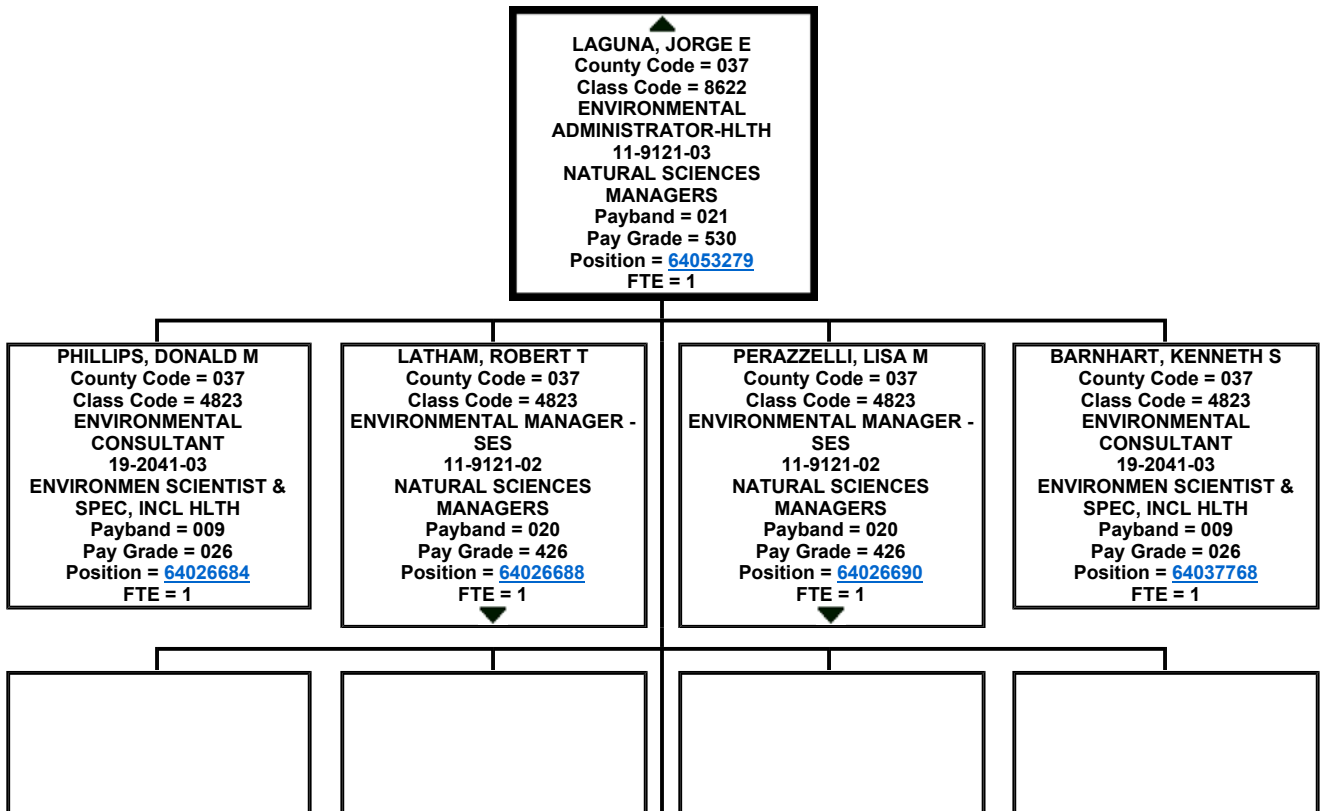 LAGUNA, JORGE E
County Code = 037
Class Code = 8622
ENVIRONMENTAL
ADMINISTRATOR-HLTH
11-9121-03
NATURAL SCIENCES
MANAGERS
Payband = 021
Pay Grade = 530
Position = 64053279
FTE = 1
PHILLIPS, DONALD M
County Code = 037
Class Code = 4823
ENVIRONMENTAL
CONSULTANT
19-2041-03
ENVIRONMEN SCIENTIST &
SPEC, INCL HLTH
Payband = 009
Pay Grade = 026
Position = 64026684
FTE = 1
LATHAM, ROBERT T
County Code = 037
Class Code = 4823
ENVIRONMENTAL MANAGER -
SES
11-9121-02
NATURAL SCIENCES
MANAGERS
Payband = 020
Pay Grade = 426
Position = 64026688
FTE = 1
PERAZZELLI, LISA M
County Code = 037
Class Code = 4823
ENVIRONMENTAL MANAGER -
SES
11-9121-02
NATURAL SCIENCES
MANAGERS
Payband = 020
Pay Grade = 426
Position = 64026690
FTE = 1
BARNHART, KENNETH S
County Code = 037
Class Code = 4823
ENVIRONMENTAL
CONSULTANT
19-2041-03
ENVIRONMEN SCIENTIST &
SPEC, INCL HLTH
Payband = 009
Pay Grade = 026
Position = 64037768
FTE = 1